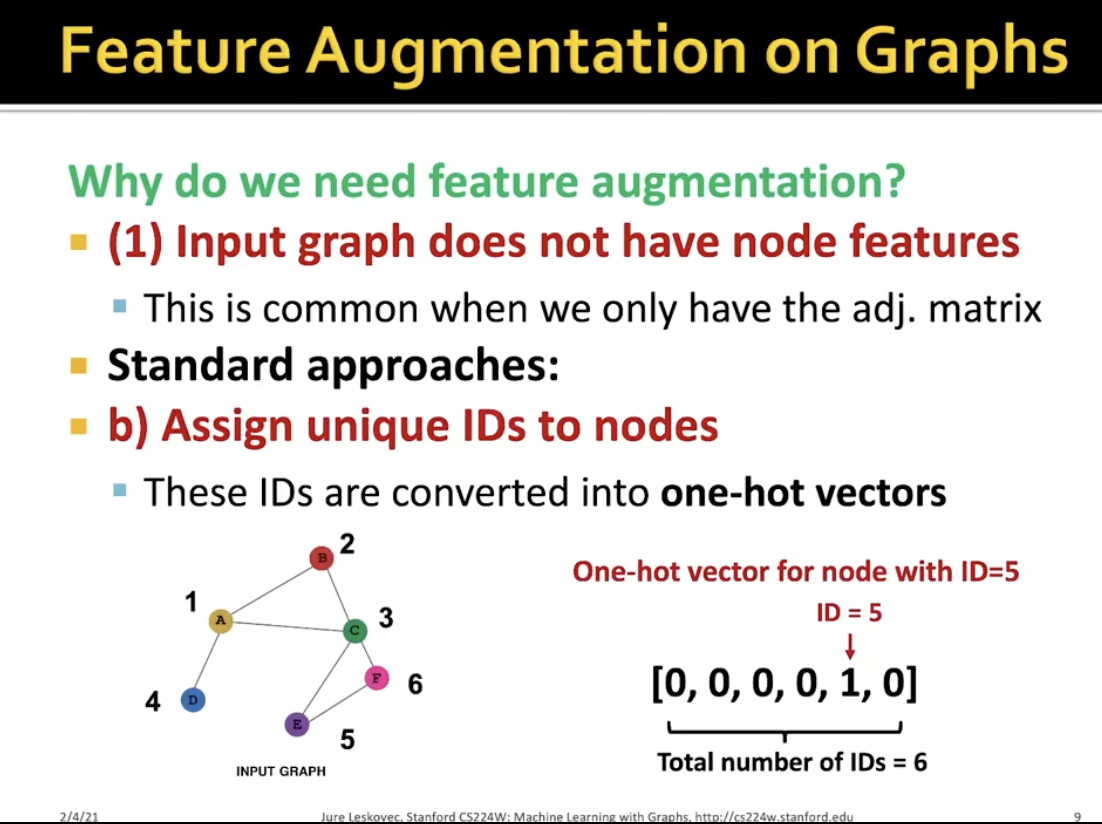 Feature Augmentation on Graphs
Why do we need feature augmentation?
(1) Input graph does not have node features
This is common when we only have the adj. matrix
Standard approaches:
b) Assign unique IDs to nodes
These IDs are converted into one-hot vectors
2
B
1
A
3
C
F
6
4
D
E
5
INPUT GRAPH
One-hot vector for node with ID=5
ID = 5
[0, 0, 0, 0, 1, 0]
Total number of IDs = 6
2/4/21
Jure Leskovec, Stanford CS224W: Machine Learning with Graphs, http://cs224w.stanford.edu
9